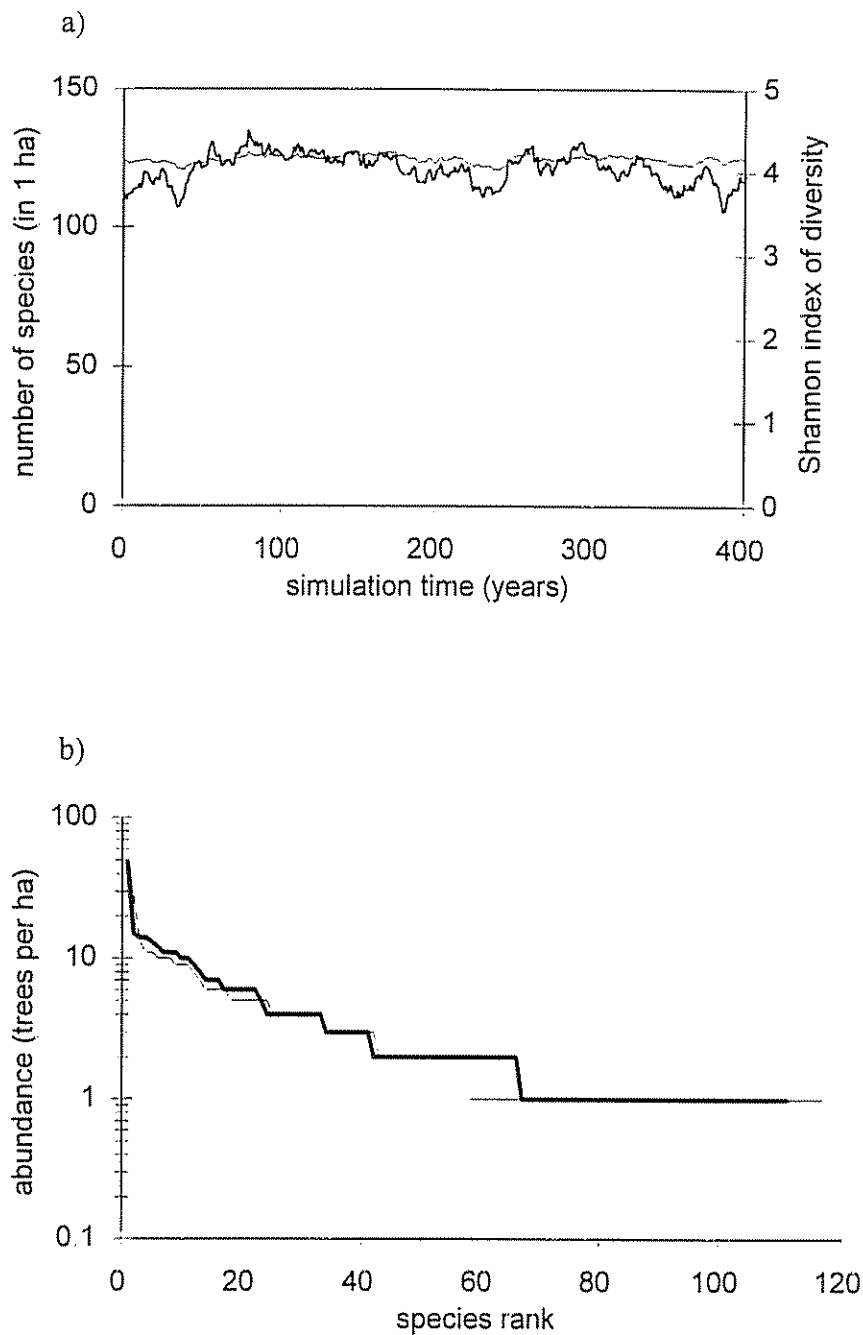 a)
number of species (in 1 ha)
150
100
50
0
5
4
3
2
1
0
Shannon index of diversity
0 100 200 300 400
simulation time (years)
b)
abundance (trees per ha)
100
10
1
0.1
0 20 40 60 80 100 120
species rank